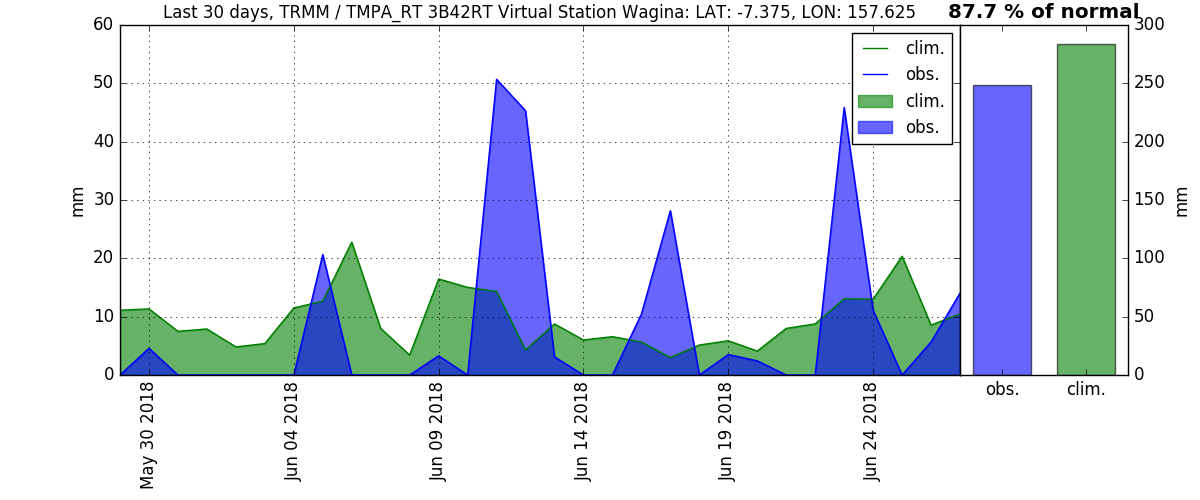 Last 30 days, TRMM / TMPA_RT 3B42RT Virtual Station Wagina: LAT: -7.375, LON: 157.625
87.7 % of normal
60
50
40
30
20
10
0
mm
clim.
obs.
clim.
obs.
May 30 2018
Jun 04 2018
Jun 09 2018
Jun 14 2018
Jun 19 2018
Jun 24 2018
300
250
200
150
100
50
0
mm
obs.
clim.